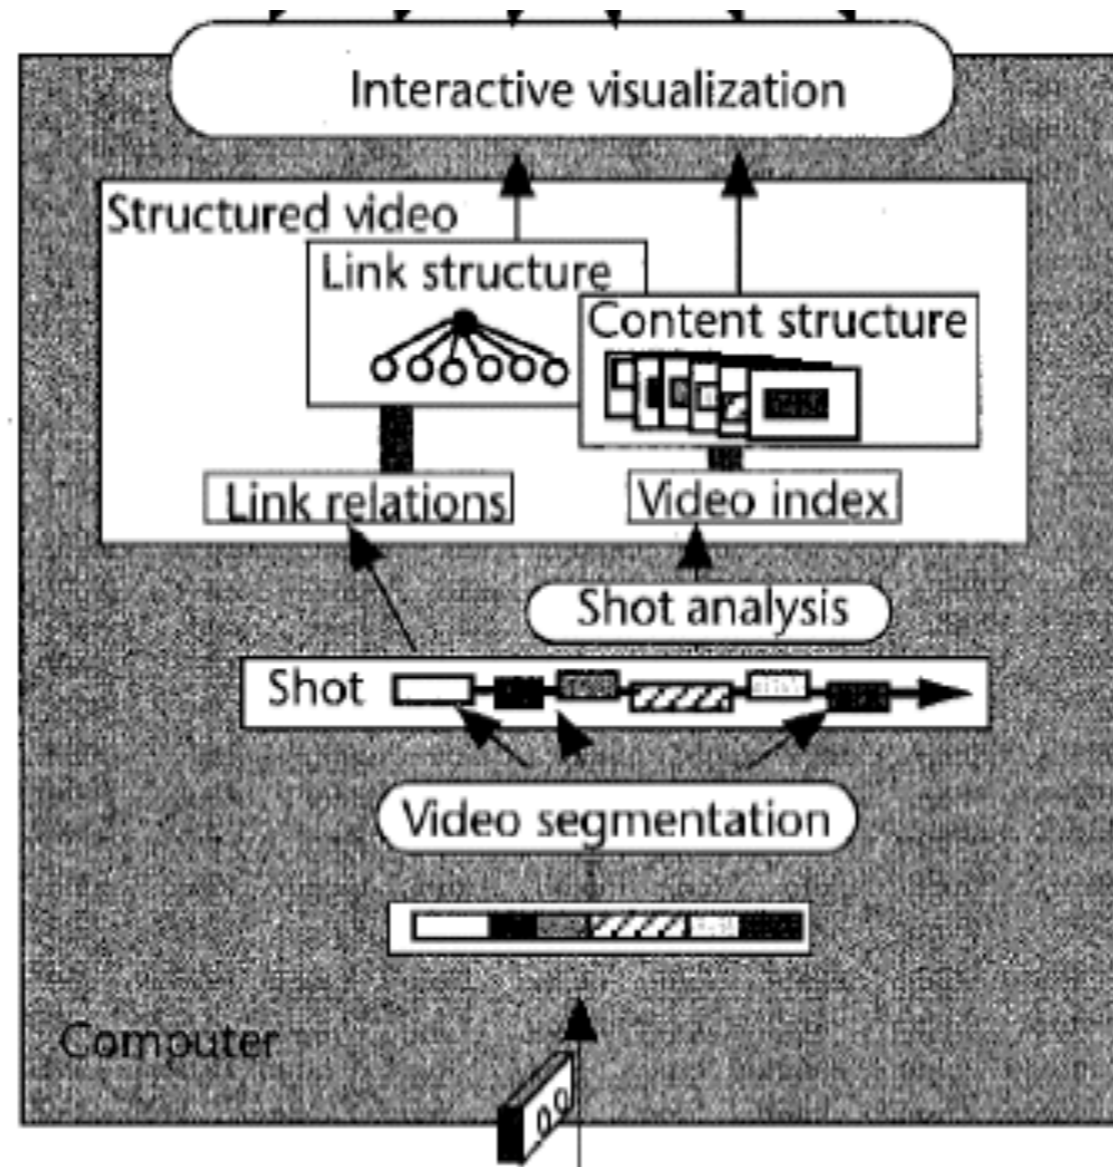 Interactive visualization
Structured video
Link structure
Content structure
Link relations
Video index
Shot analysis
Shot
Video segmentation
Computer